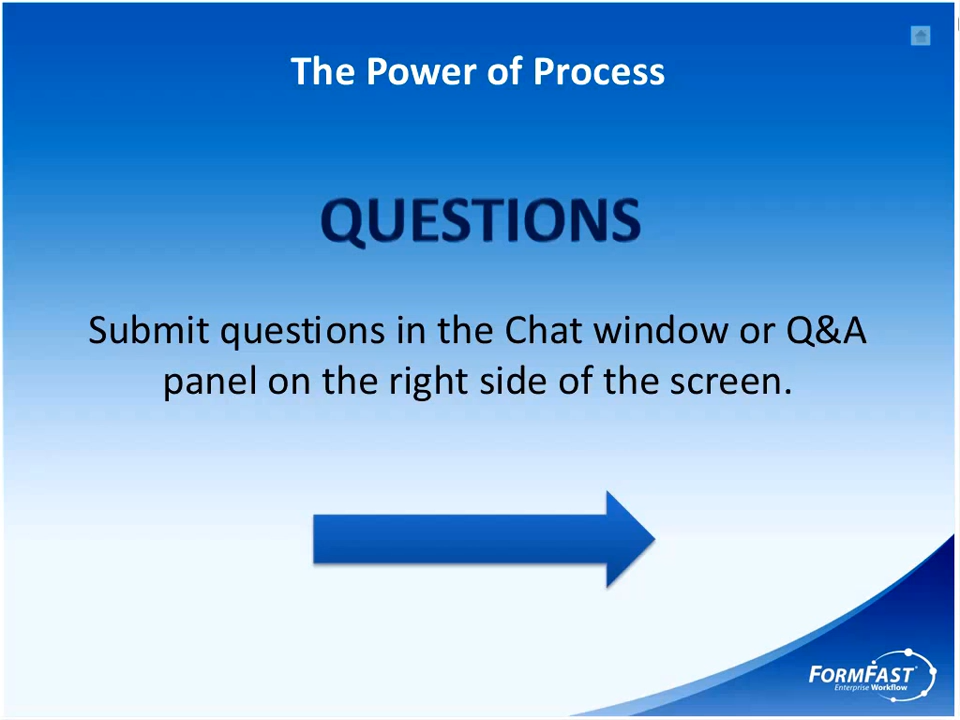 The Power of Process
QUESTIONS
Submit questions in the Chat window or Q&A
panel on the right side of the screen.
FORMFAST
Enterprise Workflow